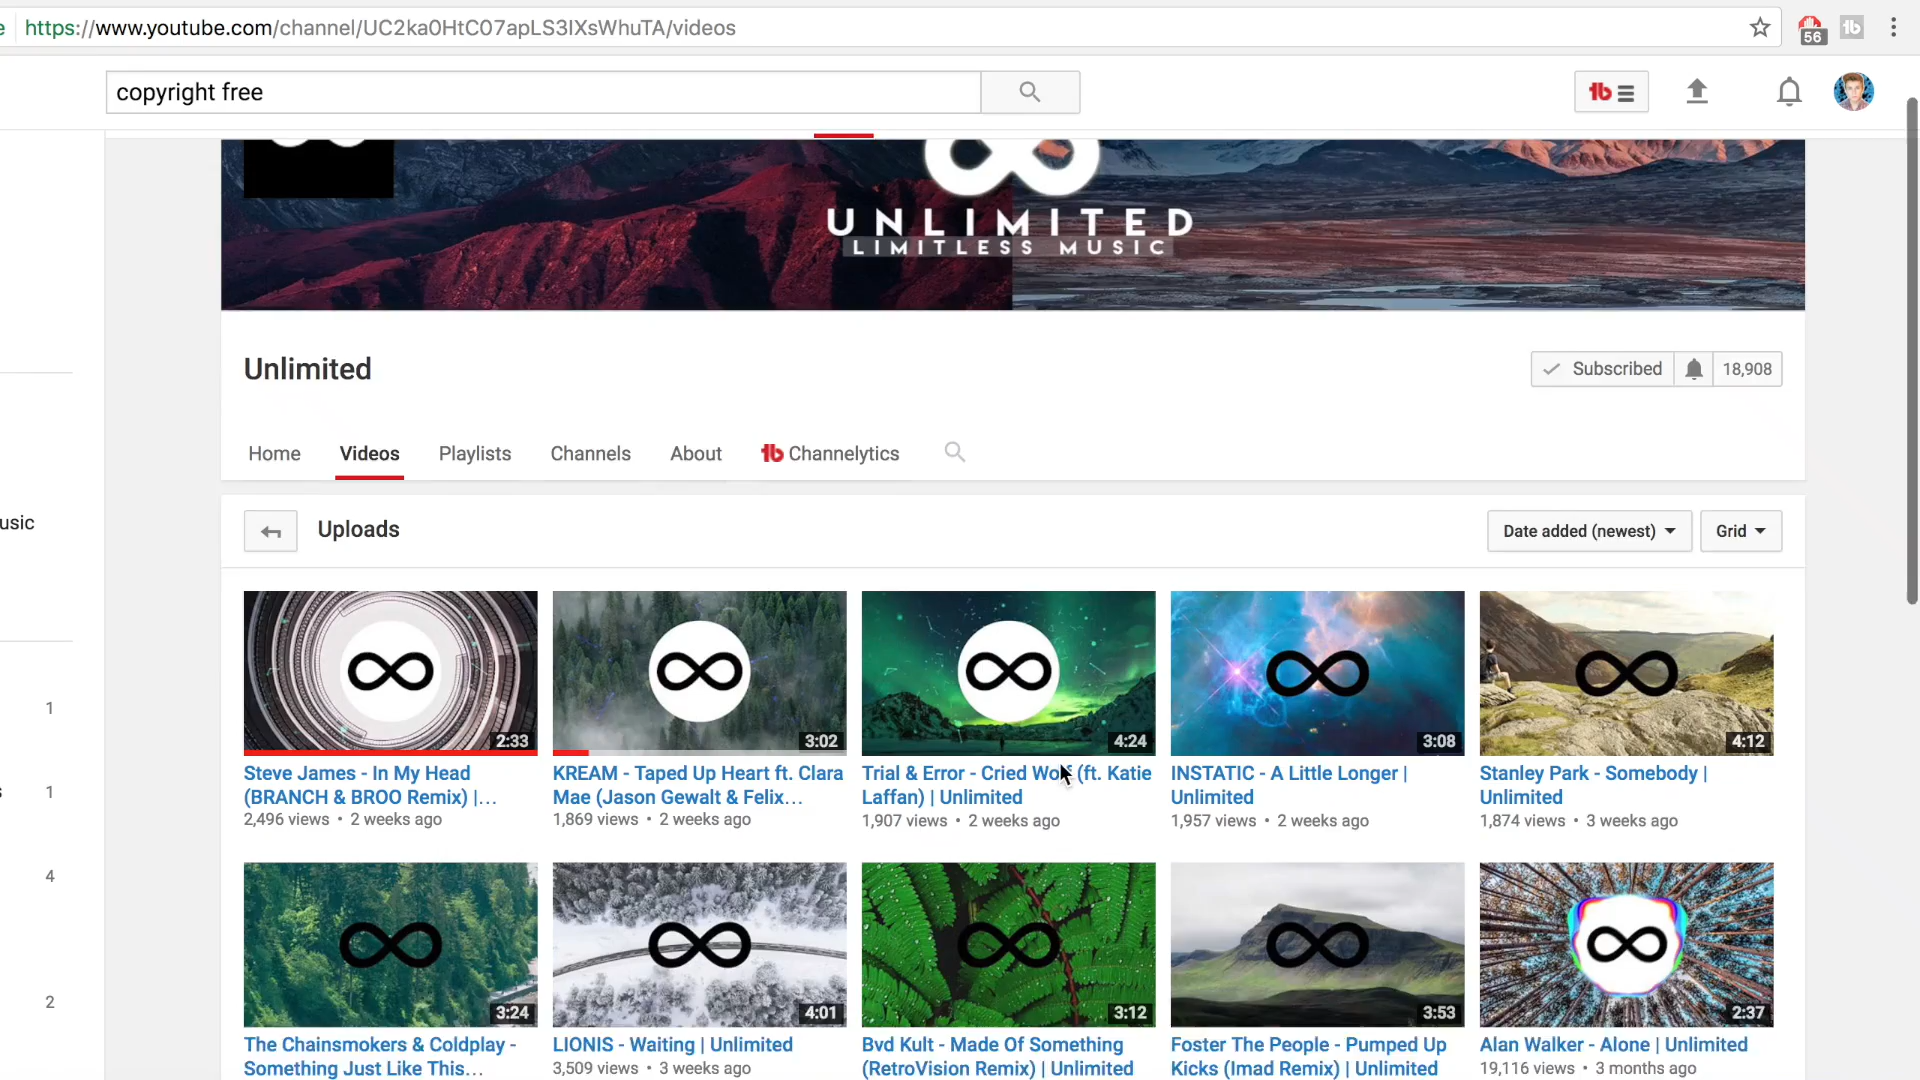 https://www.youtube.com/channel/UC2ka0HtC07apLS3IXsWhuTA/videos
56
copyright free
UNLIMITED
LIMITLESS MUSIC
Unlimited
Subscribed 18,908
Home Videos Playlists Channels About Channelytics
usic
Uploads
Date added (newest) Grid
2:33 3:02 4:24 3:08 4:12
1
Steve James - In My Head
(BRANCH & BROO Remix) |...
2,496 views • 2 weeks ago
KREAM - Taped Up Heart ft. Clara
Mae (Jason Gewalt & Felix...
1,869 views • 2 weeks ago
Trial & Error - Cried Wolf (ft. Katie
Laffan) | Unlimited
1,907 views • 2 weeks ago
INSTATIC - A Little Longer |
Unlimited
1,957 views • 2 weeks ago
Stanley Park - Somebody |
Unlimited
1,874 views • 3 weeks ago
s 1
4
2
3:24 4:01 3:12 3:53 2:37
The Chainsmokers & Coldplay -
Something Just Like This...
LIONIS - Waiting | Unlimited
3,509 views • 3 weeks ago
Bvd Kult - Made Of Something
(RetroVision Remix) | Unlimited
Foster The People - Pumped Up
Kicks (Imad Remix) | Unlimited
Alan Walker - Alone | Unlimited
19,116 views • 3 months ago